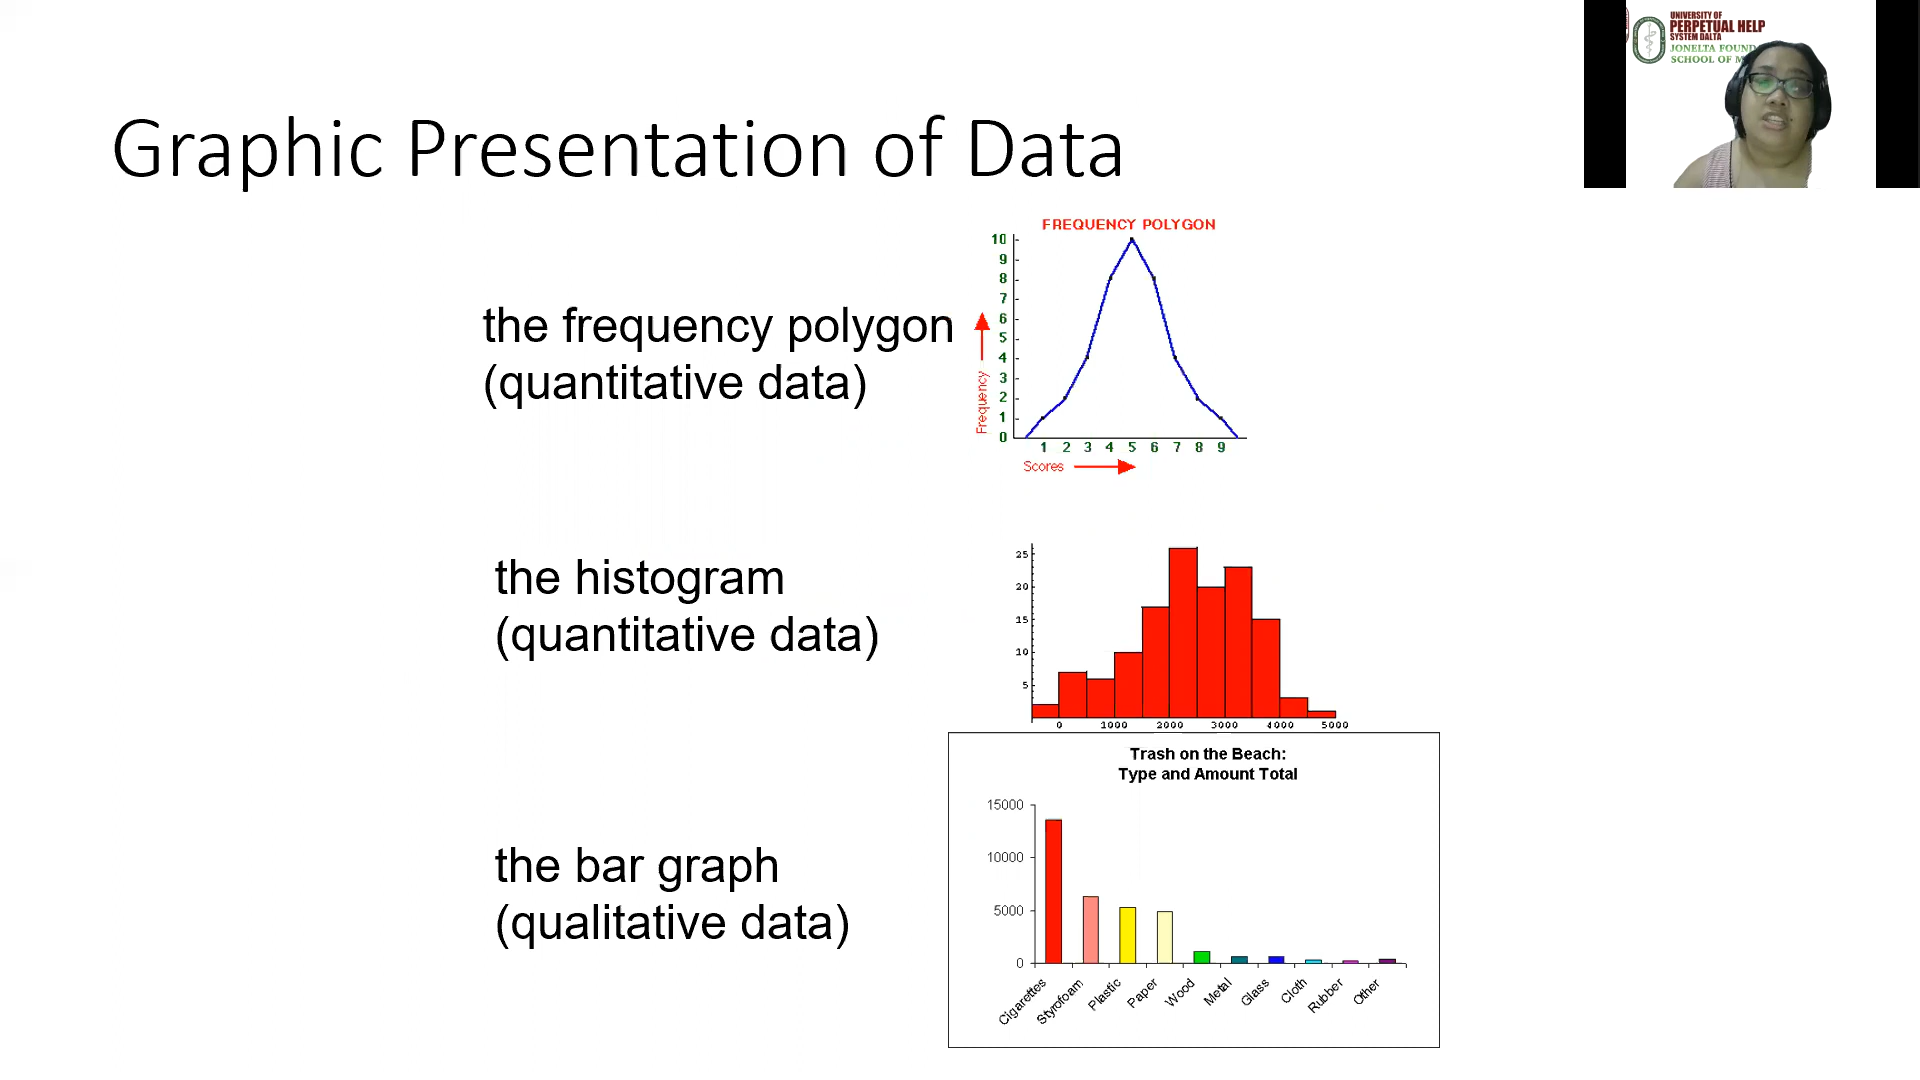 UNIVERSITY OF
PERPETUAL HELP
SYSTEM DALTA
JONELTA FOUND
SCHOOL OF M
Graphic Presentation of Data
the frequency polygon
(quantitative data)
FREQUENCY POLYGON
10
9
8
7
6
5
4
3
2
1
0
Frequency
1 2 3 4 5 6 7 8 9
Scores
the histogram
(quantitative data)
25
20
15
10
5
0 1000 2000 3000 4000 5000
the bar graph
(qualitative data)
Trash on the Beach:
Type and Amount Total
15000
10000
5000
0
Cigarettes
Styrofoam
Plastic
Paper
Wood
Metal
Glass
Cloth
Rubber
Other